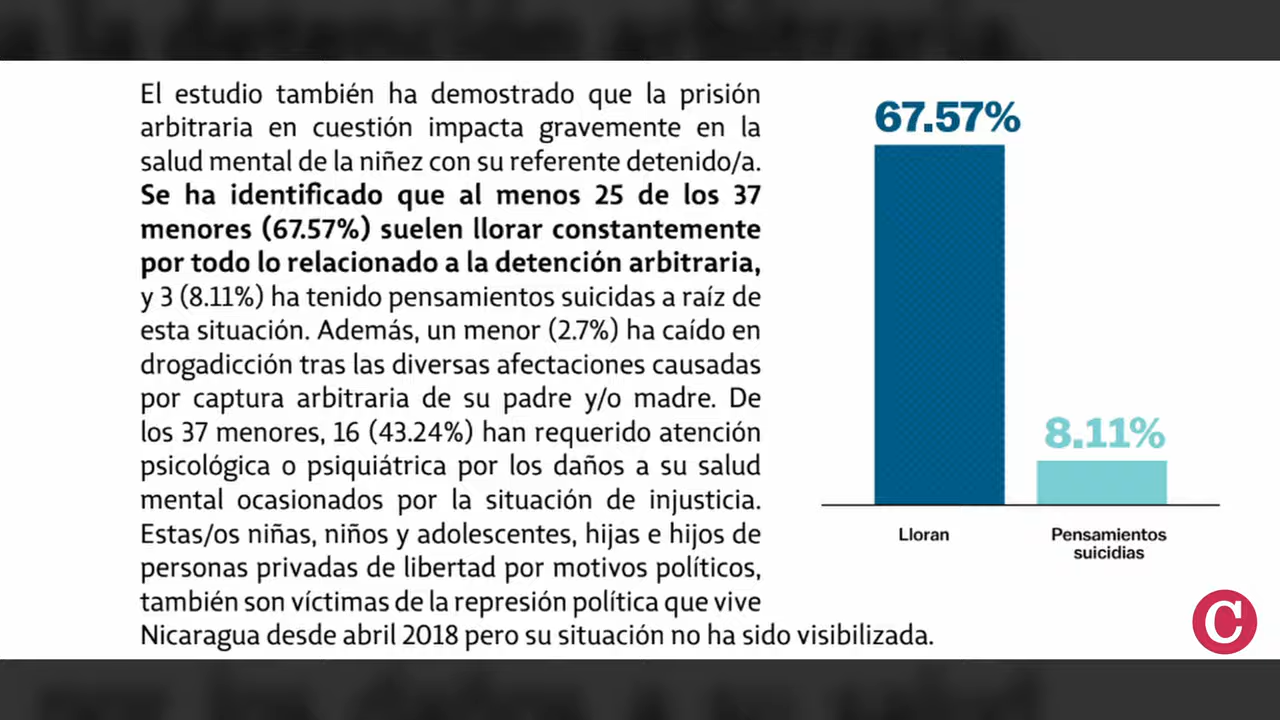 El estudio también ha demostrado que la prisión
arbitraria en cuestión impacta gravemente en la
salud mental de la niñez con su referente detenido/a.
Se ha identificado que al menos 25 de los 37
menores (67.57%) suelen llorar constantemente
por todo lo relacionado a la detención arbitraria,
y 3 (8.11%) ha tenido pensamientos suicidas a raíz de
esta situación. Además, un menor (2.7%) ha caído en
drogadicción tras las diversas afectaciones causadas
por captura arbitraria de su padre y/o madre. De
los 37 menores, 16 (43.24%) han requerido atención
psicológica o psiquiátrica por los daños a su salud
mental ocasionados por la situación de injusticia.
Estas/os niñas, niños y adolescentes, hijas e hijos de
personas privadas de libertad por motivos políticos,
también son víctimas de la represión política que vive
Nicaragua desde abril 2018 pero su situación no ha sido visibilizada.
67.57%
8.11%
Lloran
Pensamientos
suicidias
C